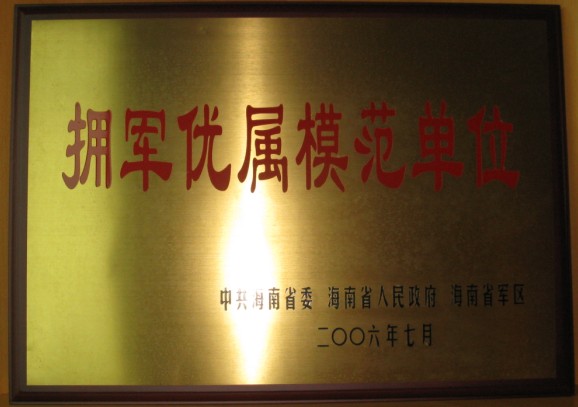 拥军优属模范单位
中共海南省委 海南省人民政府 海南省军区
二〇〇六年七月